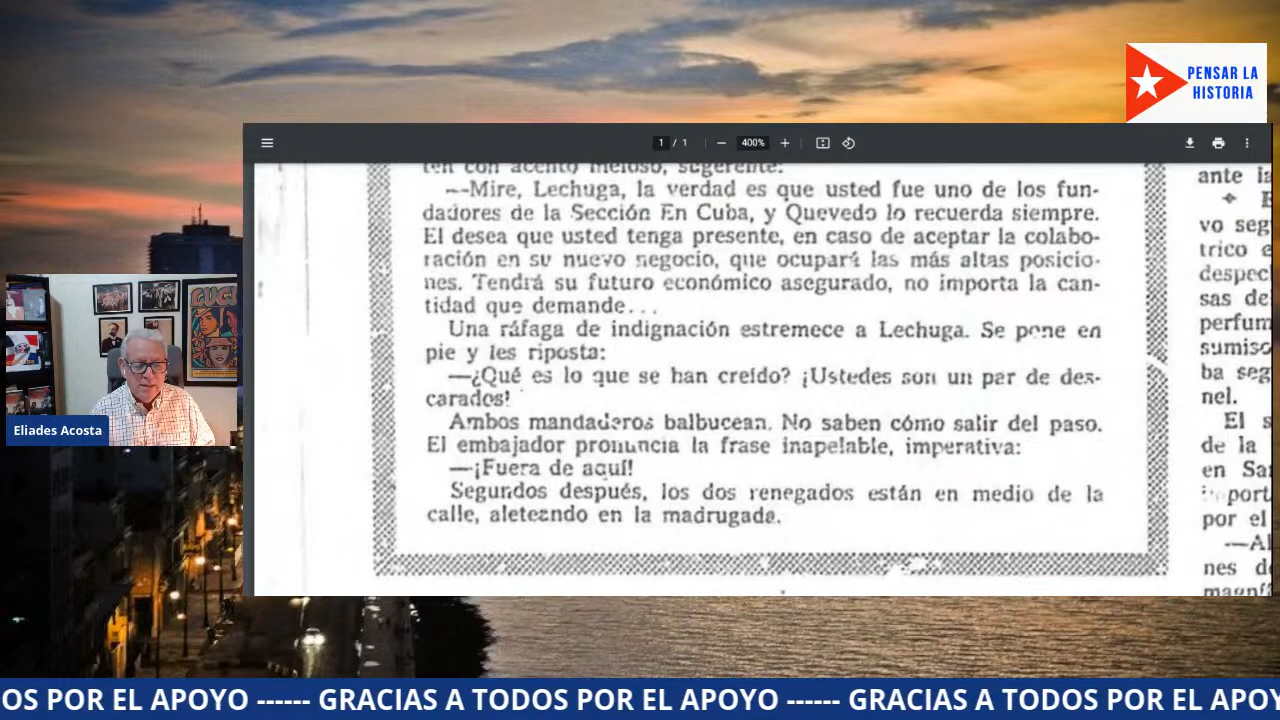 PENSAR LA
HISTORIA
1 / 1
400%
ten con acento meloso, sugerente:
--Mire, Lechuga, la verdad es que usted fue uno de los fun-
dadores de la Sección En Cuba, y Quevedo lo recuerda siempre.
El desea que usted tenga presente, en caso de aceptar la colabo-
ración en su nuevo negocio, que ocupará las más altas posicio-
nes. Tendrá su futuro económico asegurado, no importa la can-
tidad que demande...
Una ráfaga de indignación estremece a Lechuga. Se pone en
pie y les riposta:
—¿Qué es lo que se han creído? ¡Ustedes son un par de des-
carados!
Ambos mandaderos balbucean. No saben cómo salir del paso.
El embajador pronuncia la frase inapelable, imperativa:
—¡Fuera de aquí!
Segundos después, los dos renegados están en medio de la
calle, aleteando en la madrugada.
ante la
E
vo seg
trico e
despec
sas de
perfum
sumiso
ba seg
nel.
El s
de la
en Sa
port
por el
—Al
nes d
LUCI
Eliades Acosta
OS POR EL APOYO ------ GRACIAS A TODOS POR EL APOYO ------ GRACIAS A TODOS POR EL APOY